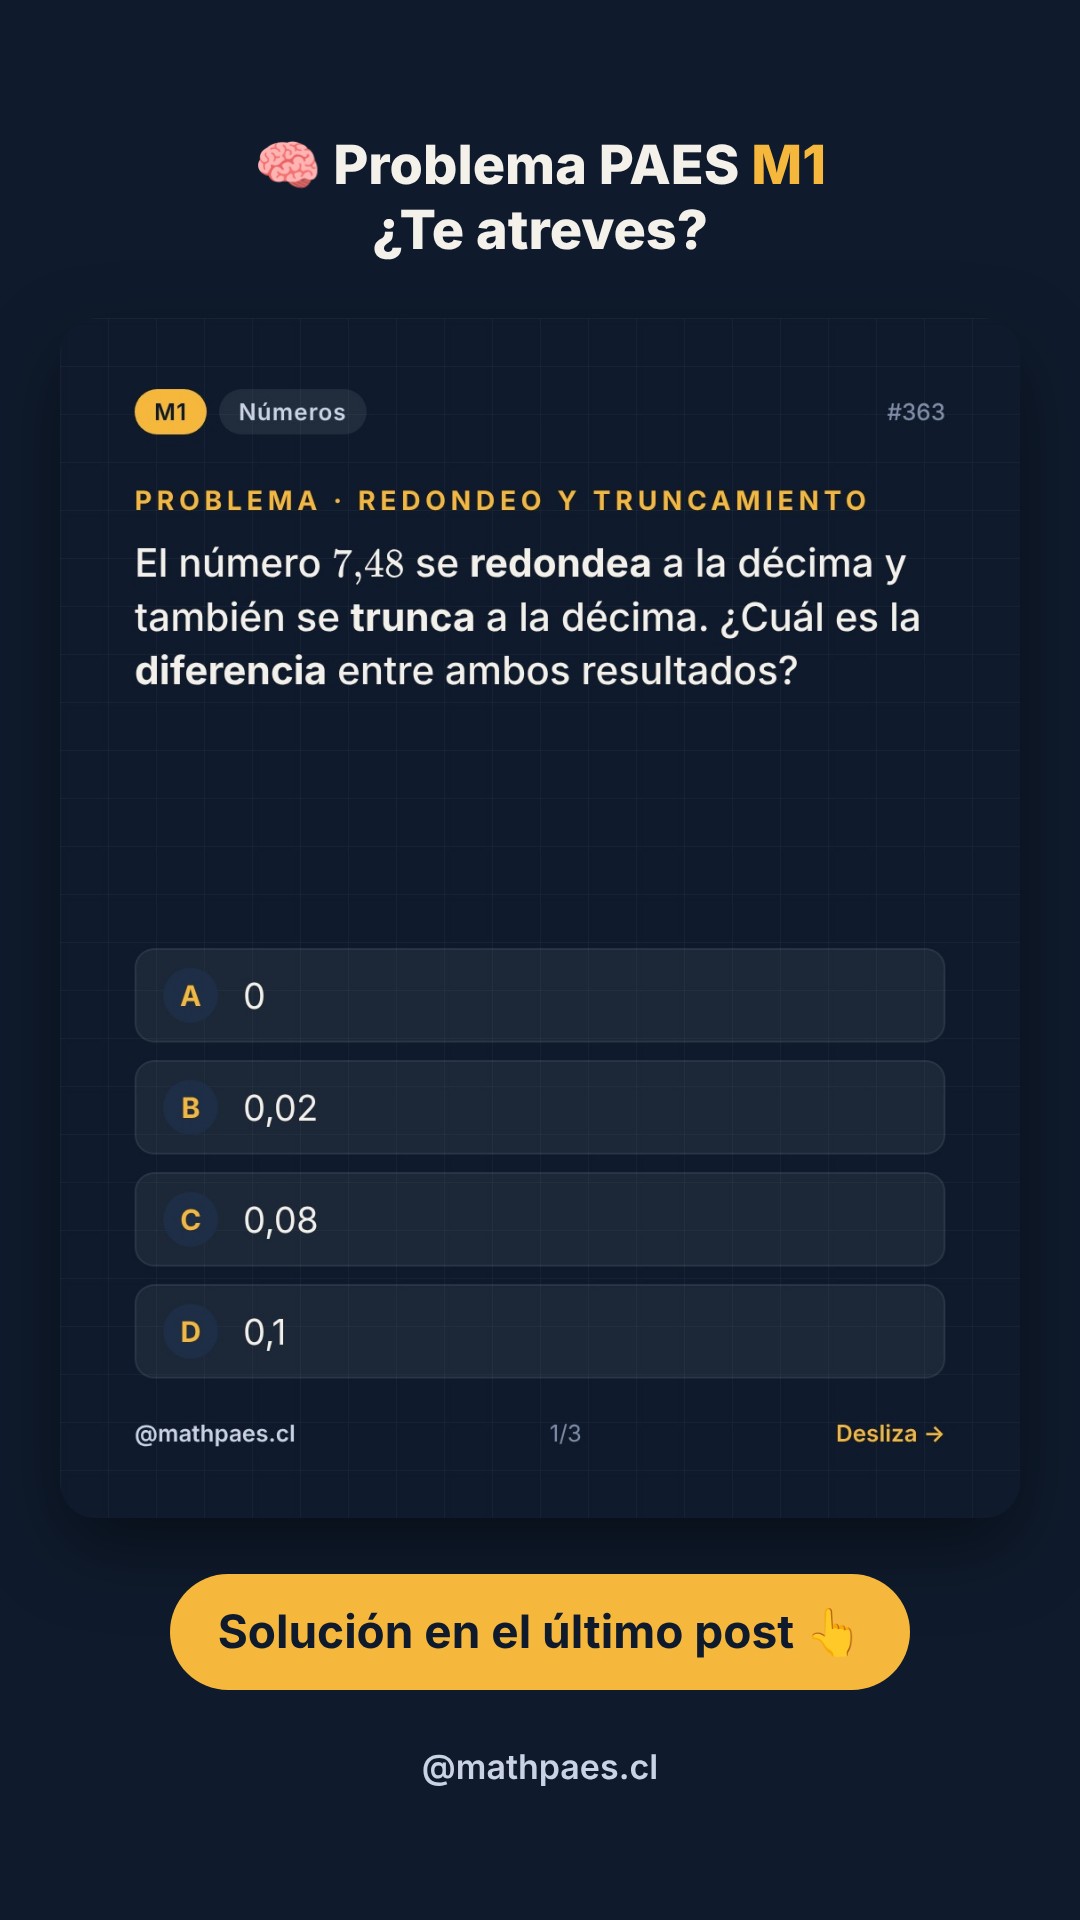 🧠 Problema PAES M1
¿Te atreves?
M1 Números #363
PROBLEMA · REDONDEO Y TRUNCAMIENTO
El número 7,48 se redondea a la décima y
también se trunca a la décima. ¿Cuál es la
diferencia entre ambos resultados?
A 0
B 0,02
C 0,08
D 0,1
@mathpaes.cl 1/3 Desliza →
Solución en el último post 👆
@mathpaes.cl